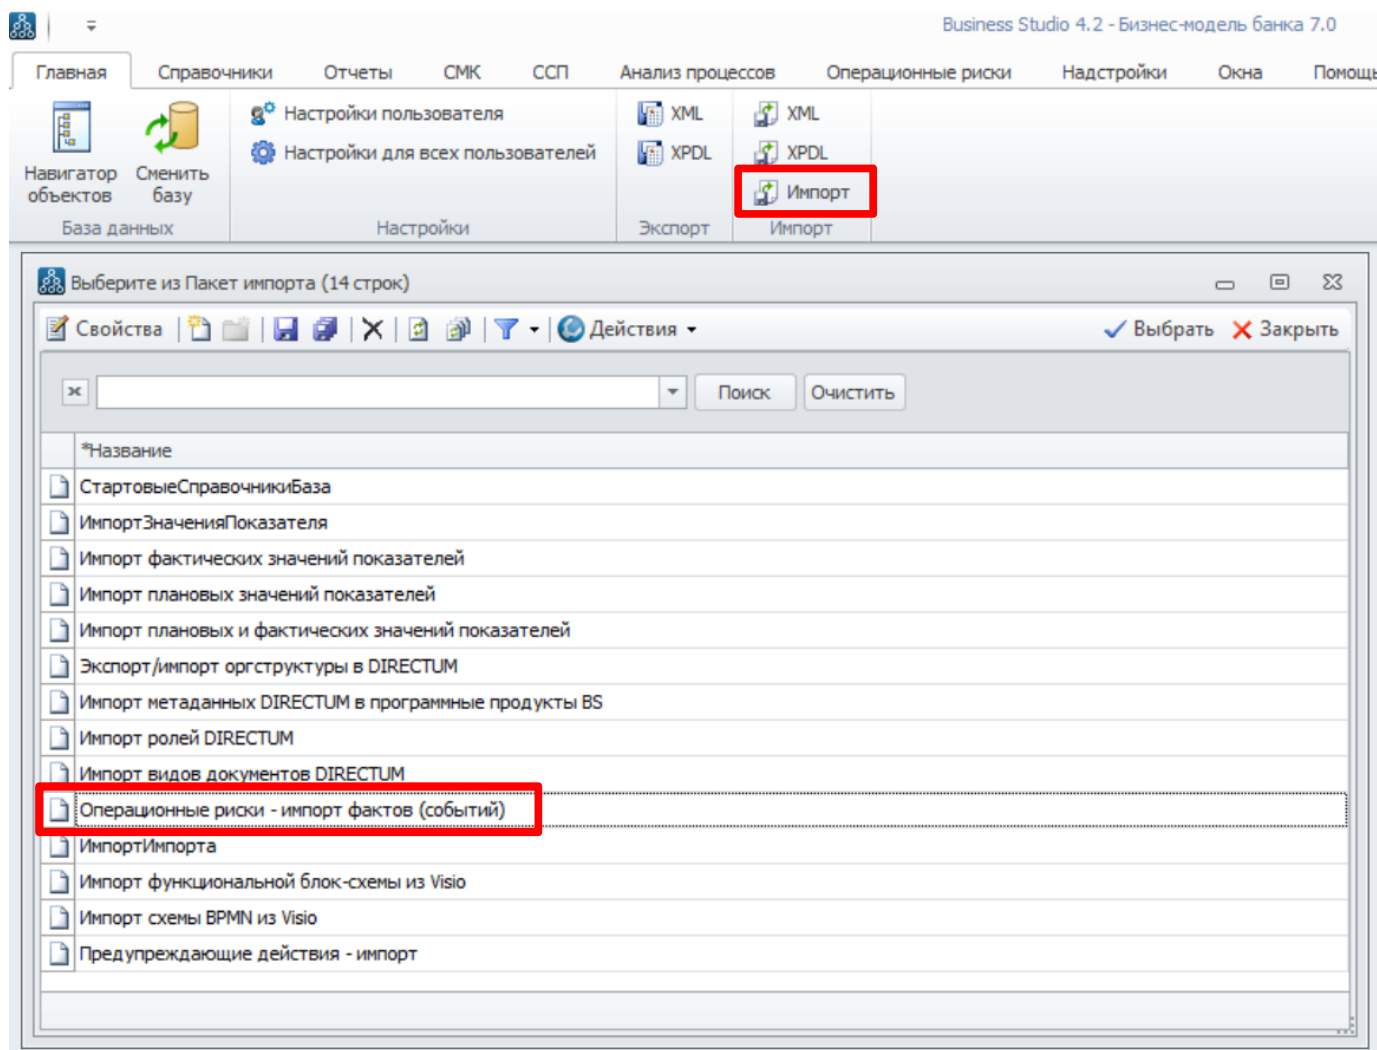 Business Studio 4.2 - Бизнес-модель банка 7.0
Главная Справочники Отчеты СМК ССП Анализ процессов Операционные риски Надстройки Окна Помощь
Настройки пользователя XML XML
Настройки для всех пользователей XPDL XPDL
Навигатор объектов Сменить базу Импорт
База данных Настройки Экспорт Импорт
Выберите из Пакет импорта (14 строк)
Свойства Действия Выбрать Закрыть
Поиск Очистить
*Название
СтартовыеСправочникиБаза
ИмпортЗначенияПоказателя
Импорт фактических значений показателей
Импорт плановых значений показателей
Импорт плановых и фактических значений показателей
Экспорт/импорт оргструктуры в DIRECTUM
Импорт метаданных DIRECTUM в программные продукты BS
Импорт ролей DIRECTUM
Импорт видов документов DIRECTUM
Операционные риски - импорт фактов (событий)
ИмпортИмпорта
Импорт функциональной блок-схемы из Visio
Импорт схемы BPMN из Visio
Предупреждающие действия - импорт